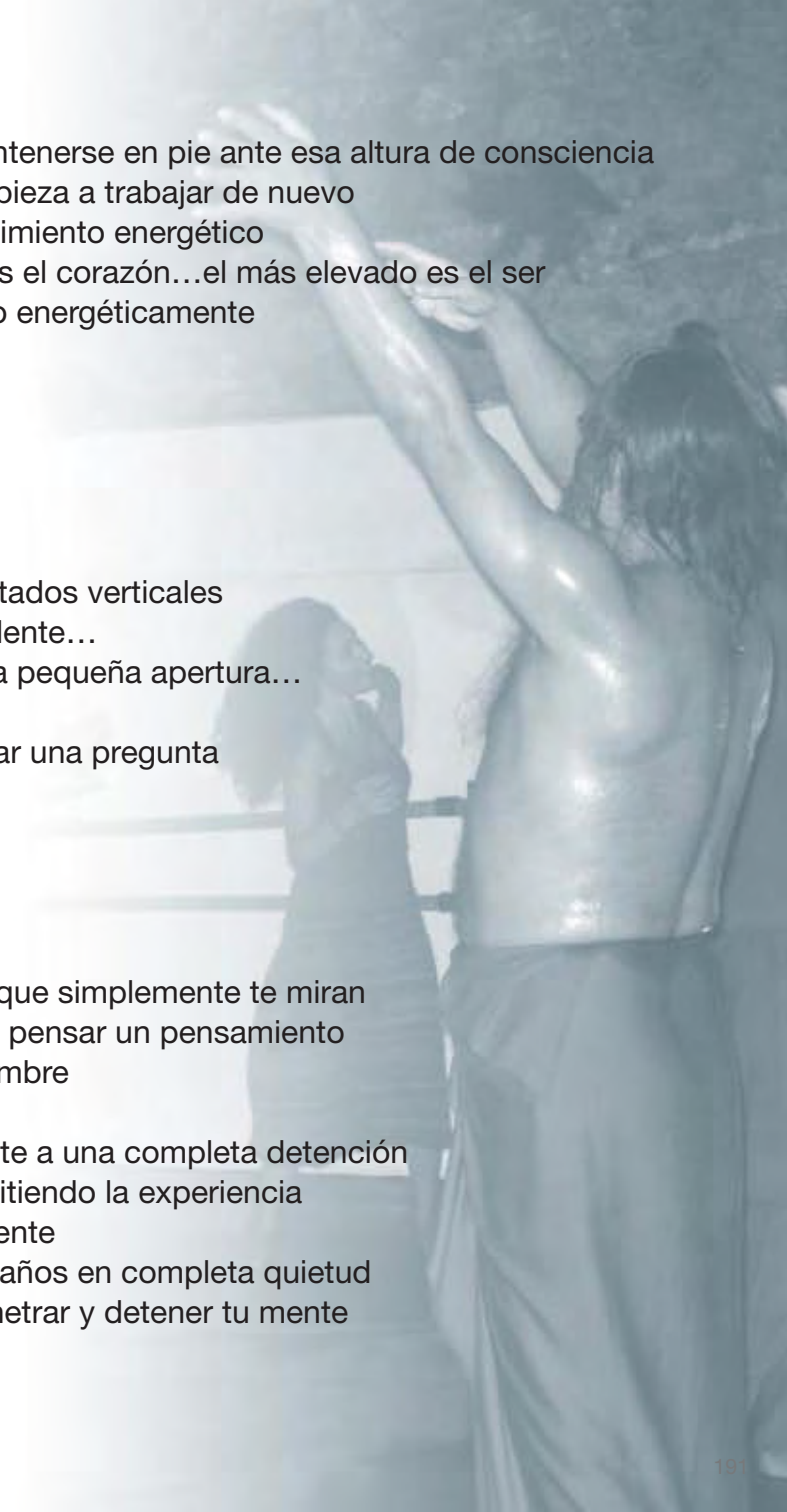 ntenerse en pie ante esa altura de consciencia
pieza a trabajar de nuevo
imiento energético
s el corazón…el más elevado es el ser
o energéticamente
tados verticales
lente…
a pequeña apertura…
ar una pregunta
que simplemente te miran
pensar un pensamiento
mbre
te a una completa detención
itiendo la experiencia
ente
años en completa quietud
netrar y detener tu mente
191